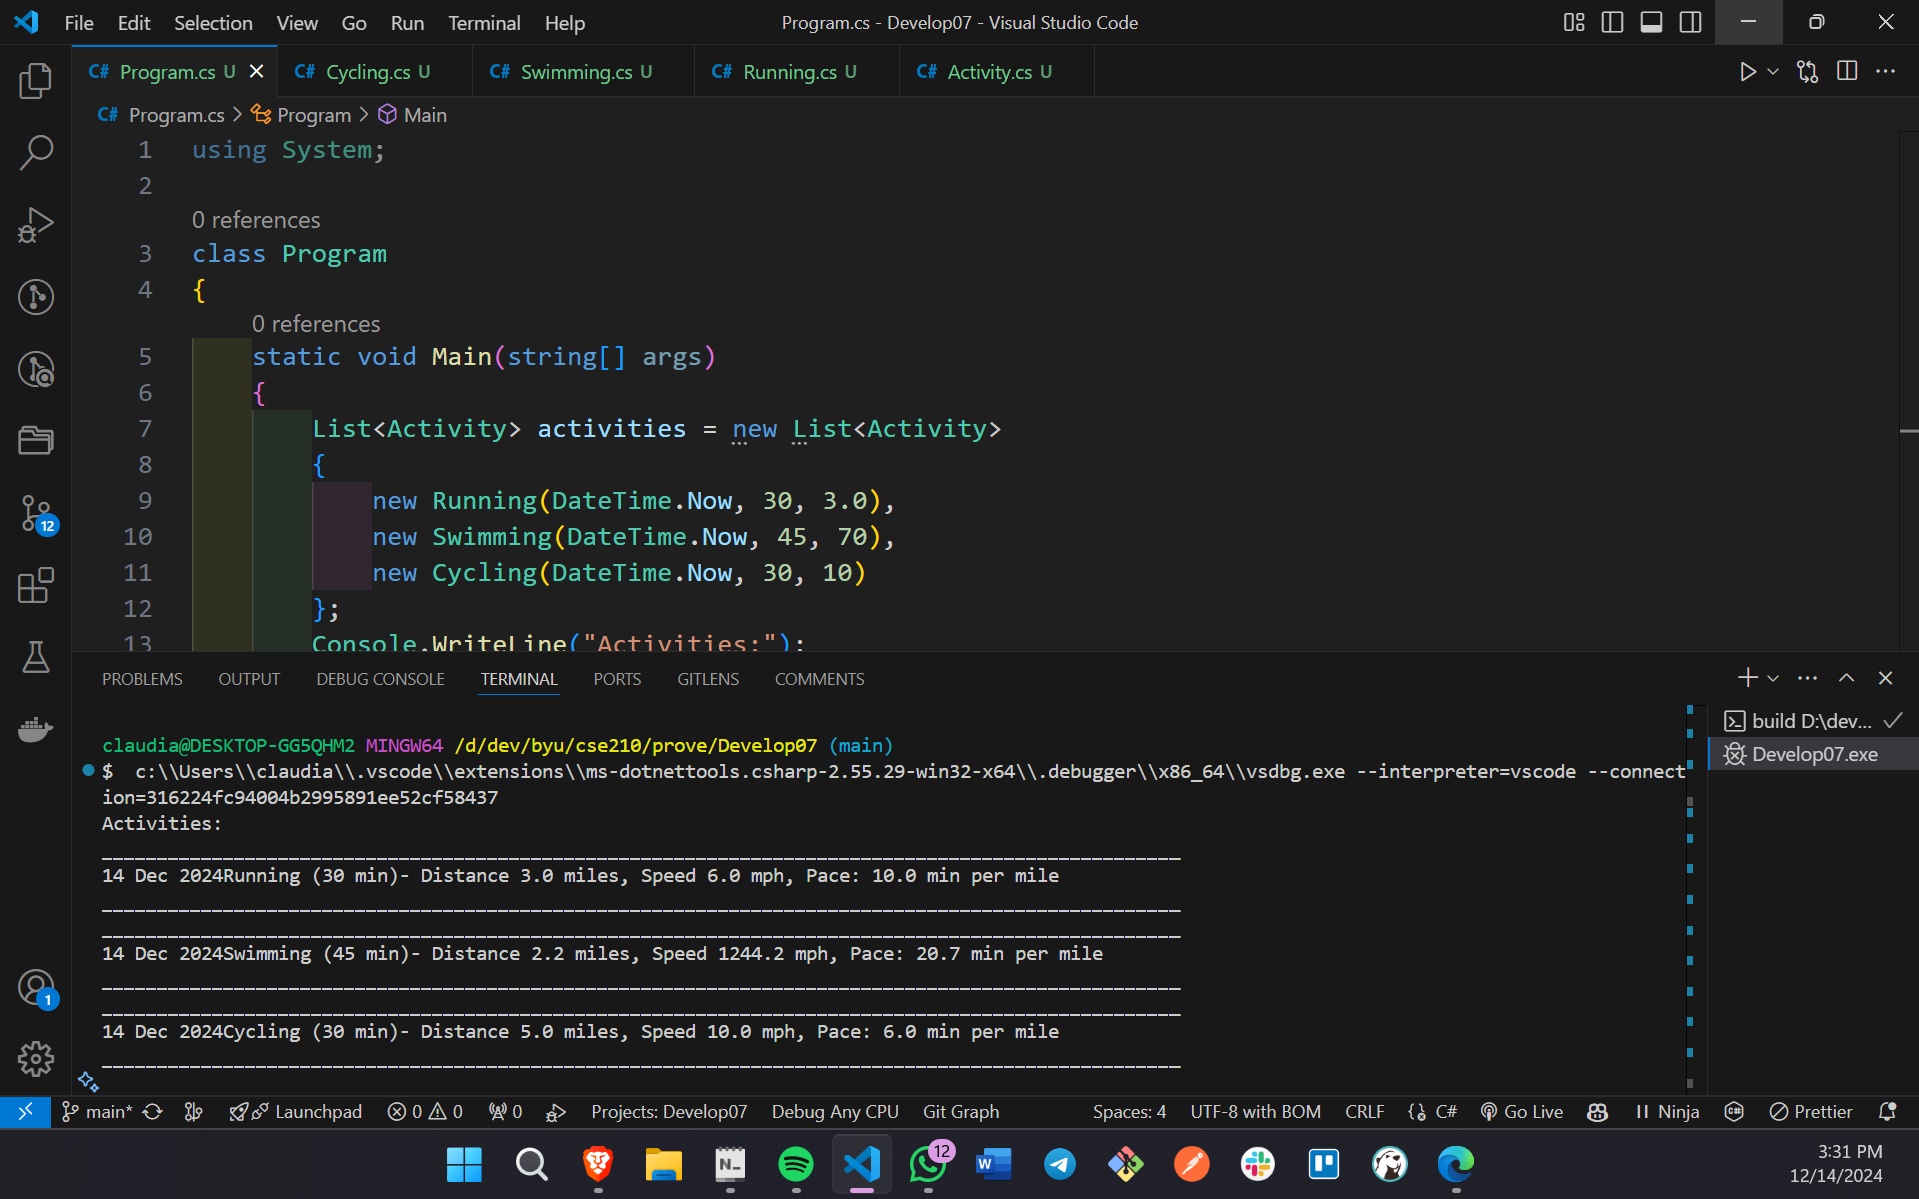 File Edit Selection View Go Run Terminal Help Program.cs - Develop07 - Visual Studio Code
C# Program.cs U C# Cycling.cs U C# Swimming.cs U C# Running.cs U C# Activity.cs U
C# Program.cs > Program > Main
1 using System;
2
0 references
3 class Program
4 {
0 references
5 static void Main(string[] args)
6 {
7 List<Activity> activities = new List<Activity>
8 {
9 new Running(DateTime.Now, 30, 3.0),
10 new Swimming(DateTime.Now, 45, 70),
11 new Cycling(DateTime.Now, 30, 10)
12 };
13 Console.WriteLine("Activities:");
12
PROBLEMS OUTPUT DEBUG CONSOLE TERMINAL PORTS GITLENS COMMENTS
build D:\dev...
Develop07.exe
claudia@DESKTOP-GG5QHM2 MINGW64 /d/dev/byu/cse210/prove/Develop07 (main)
$ c:\\Users\\claudia\\.vscode\\extensions\\ms-dotnettools.csharp-2.55.29-win32-x64\\.debugger\\x86_64\\vsdbg.exe --interpreter=vscode --connect
ion=316224fc94004b2995891ee52cf58437
Activities:
__________________________________________________________________________________________________
14 Dec 2024Running (30 min)- Distance 3.0 miles, Speed 6.0 mph, Pace: 10.0 min per mile
__________________________________________________________________________________________________
__________________________________________________________________________________________________
14 Dec 2024Swimming (45 min)- Distance 2.2 miles, Speed 1244.2 mph, Pace: 20.7 min per mile
__________________________________________________________________________________________________
__________________________________________________________________________________________________
14 Dec 2024Cycling (30 min)- Distance 5.0 miles, Speed 10.0 mph, Pace: 6.0 min per mile
__________________________________________________________________________________________________
1
main* Launchpad 0 0 0 Projects: Develop07 Debug Any CPU Git Graph Spaces: 4 UTF-8 with BOM CRLF C# Go Live Ninja Prettier
N W 12
3:31 PM
12/14/2024